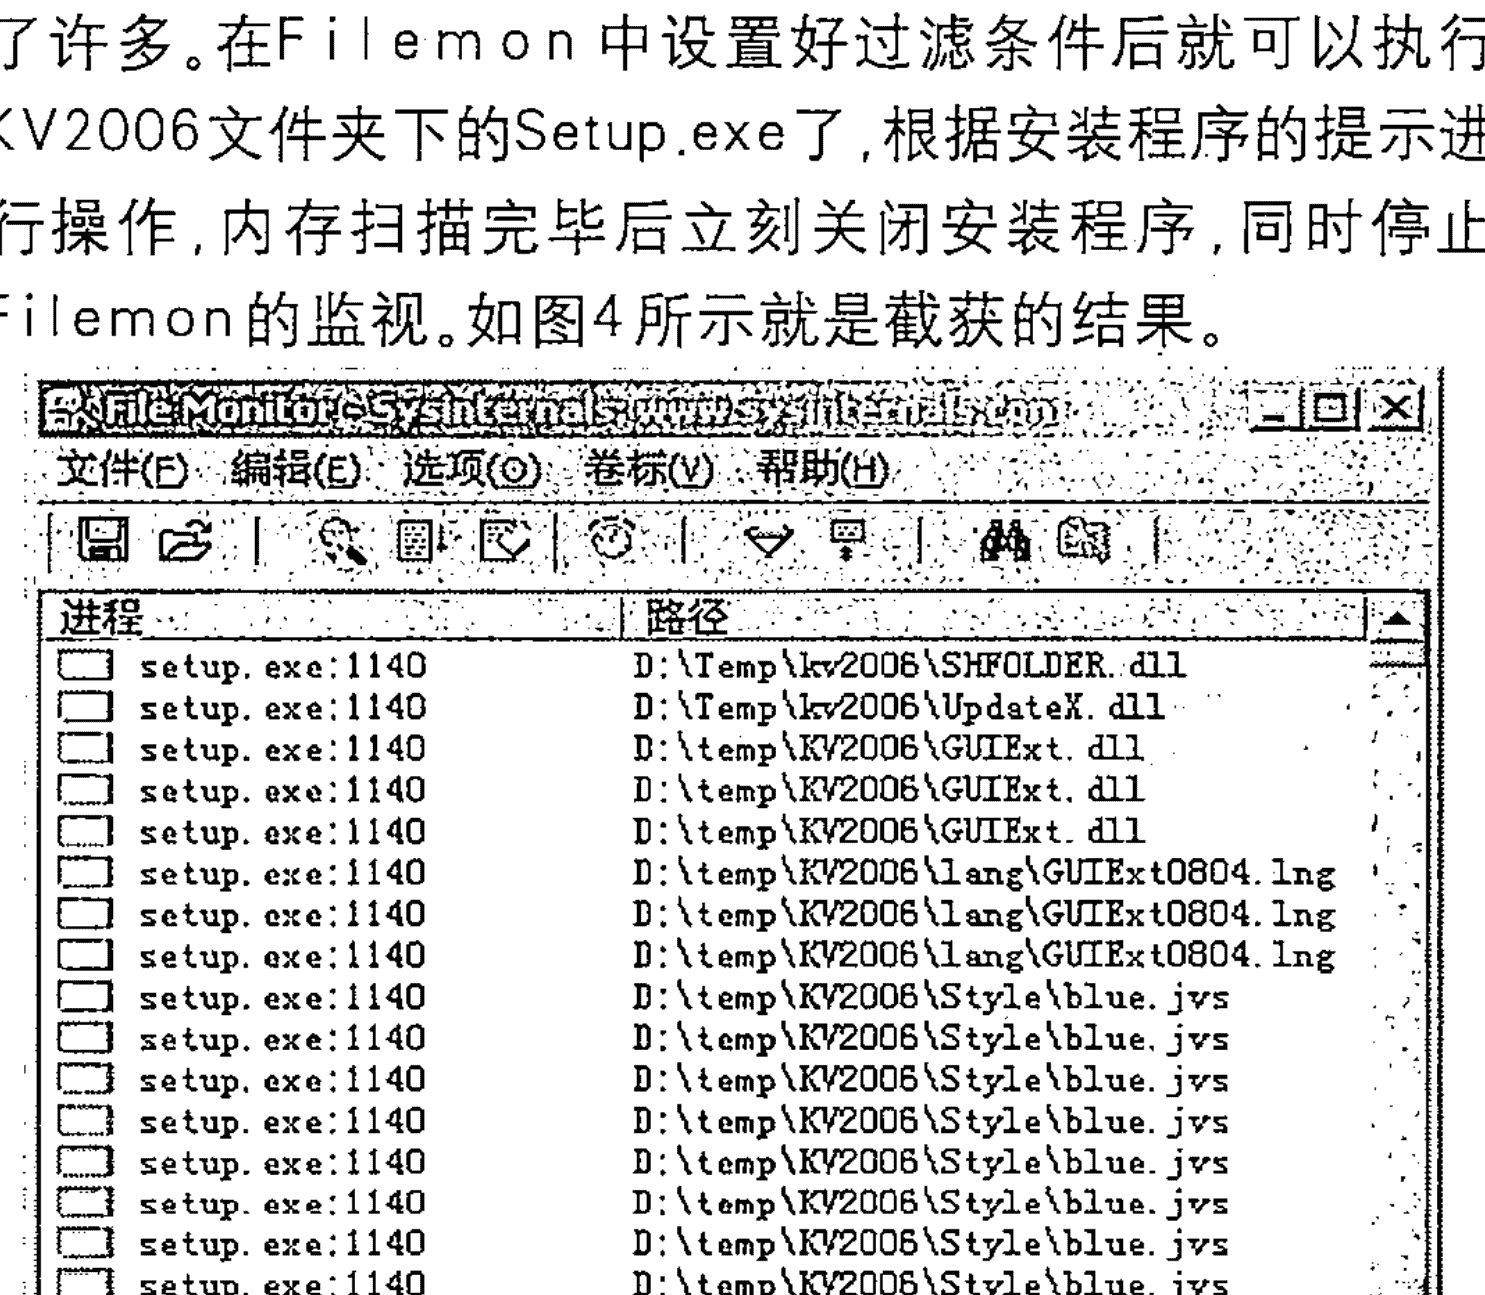 了许多。在Filemon中设置好过滤条件后就可以执行
KV2006文件夹下的Setup.exe了,根据安装程序的提示进
行操作,内存扫描完毕后立刻关闭安装程序,同时停止
Filemon的监视。如图4所示就是截获的结果。
File Monitor - Sysinternals: www.sysinternals.com
文件(F) 编辑(E) 选项(O) 卷标(V) 帮助(H)
进程 路径
setup.exe:1140 D:\Temp\kv2006\SHFOLDER.dll
setup.exe:1140 D:\Temp\kv2006\UpdateX.dll
setup.exe:1140 D:\temp\KV2006\GUIExt.dll
setup.exe:1140 D:\temp\KV2006\GUIExt.dll
setup.exe:1140 D:\temp\KV2006\GUIExt.dll
setup.exe:1140 D:\temp\KV2006\lang\GUIExt0804.lng
setup.exe:1140 D:\temp\KV2006\lang\GUIExt0804.lng
setup.exe:1140 D:\temp\KV2006\lang\GUIExt0804.lng
setup.exe:1140 D:\temp\KV2006\Style\blue.jvs
setup.exe:1140 D:\temp\KV2006\Style\blue.jvs
setup.exe:1140 D:\temp\KV2006\Style\blue.jvs
setup.exe:1140 D:\temp\KV2006\Style\blue.jvs
setup.exe:1140 D:\temp\KV2006\Style\blue.jvs
setup.exe:1140 D:\temp\KV2006\Style\blue.jvs
setup.exe:1140 D:\temp\KV2006\Style\blue.jvs
setup.exe:1140 D:\temp\KV2006\Style\blue.jvs